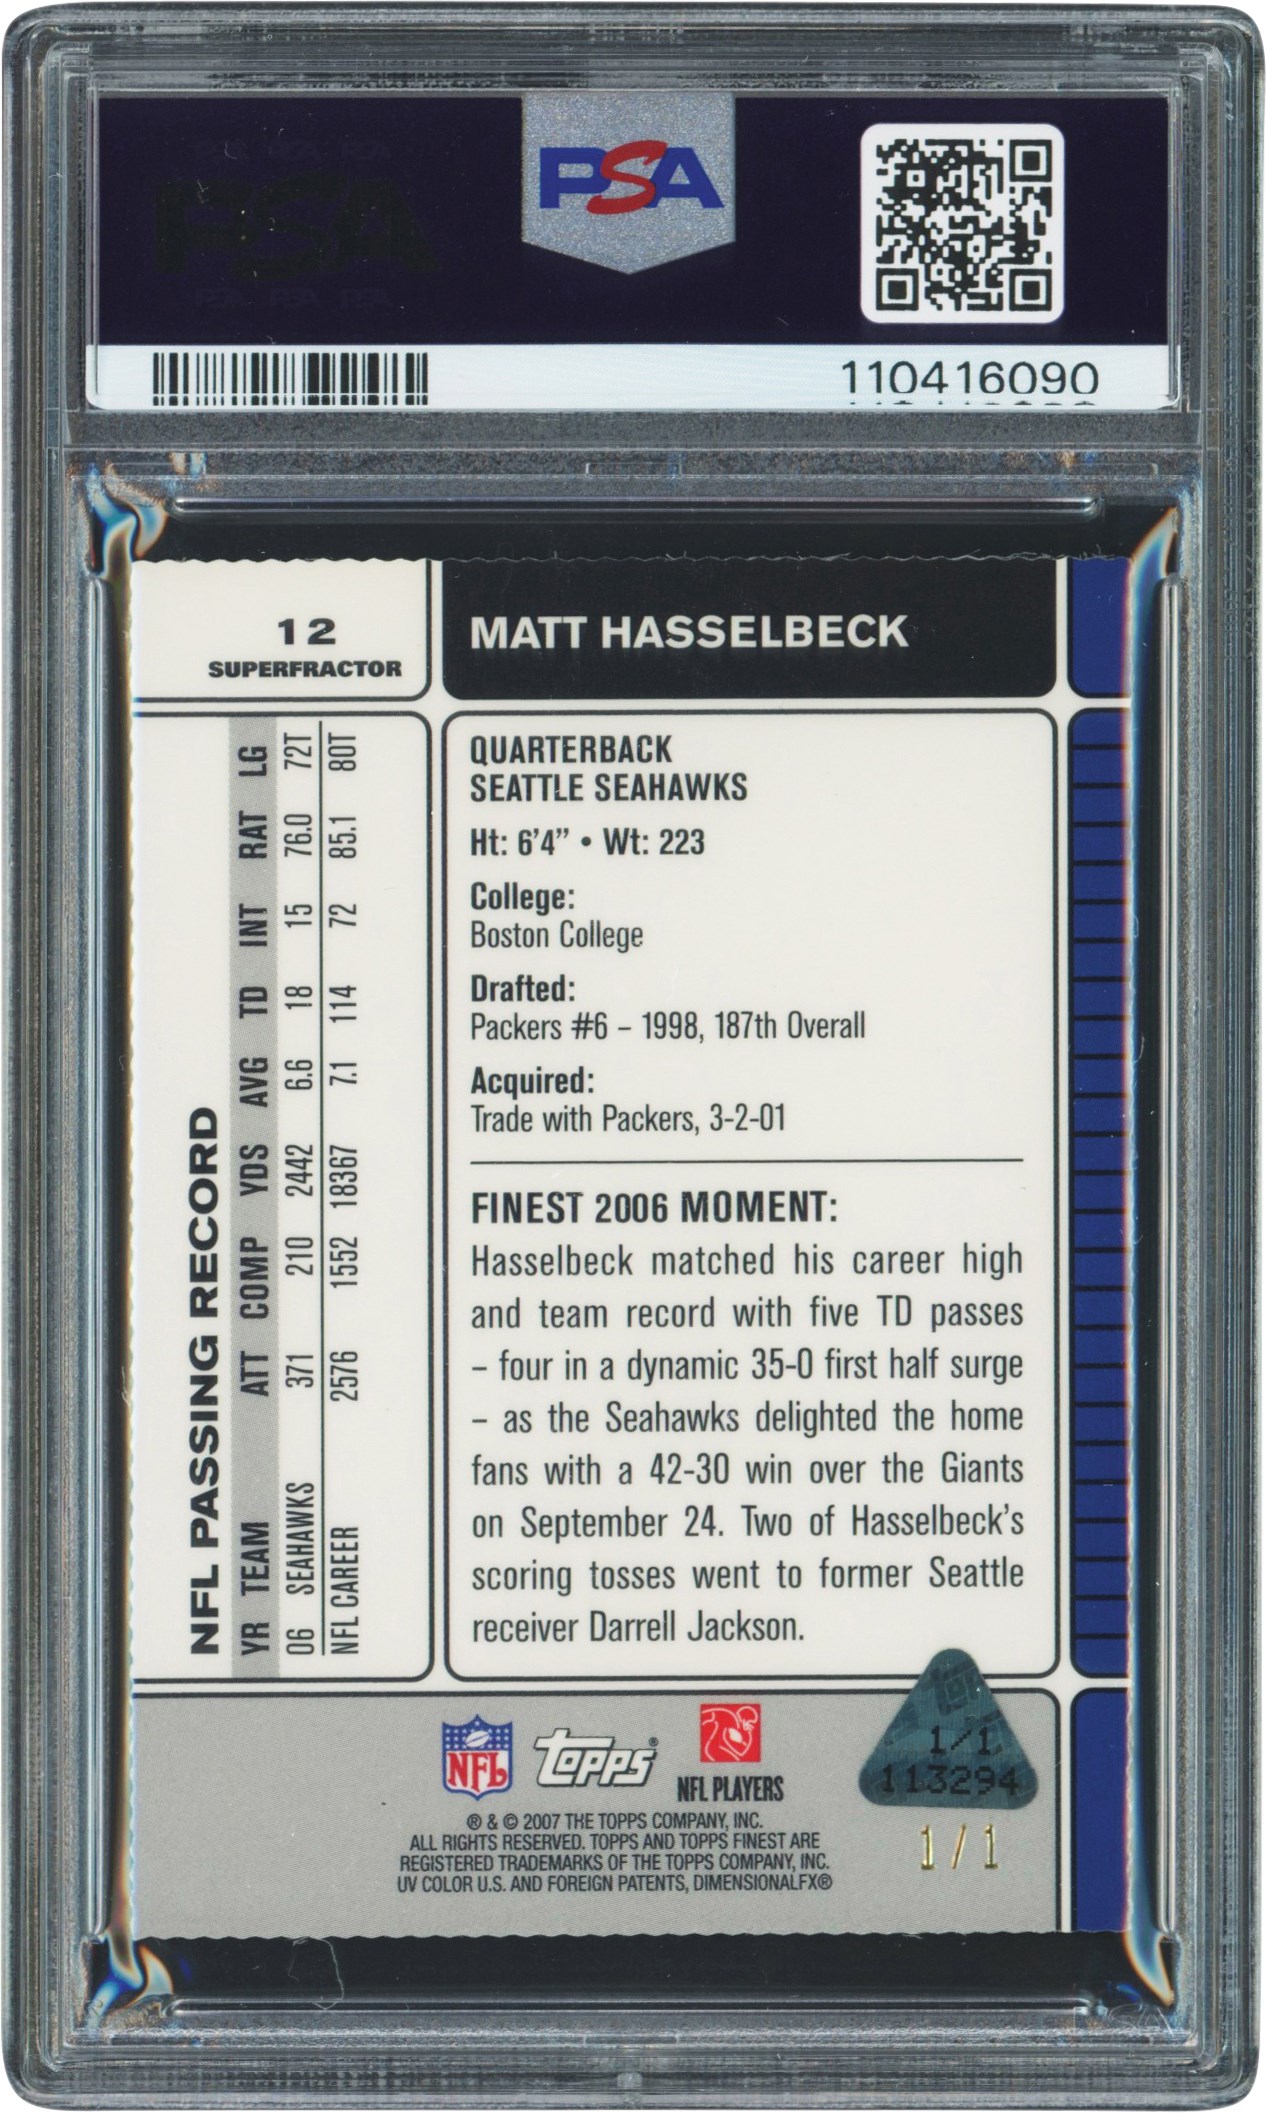 PSA
110416090
12
SUPERFRACTOR
MATT HASSELBECK
NFL PASSING RECORD
YR TEAM ATT COMP YDS AVG TD INT RAT LG
06 SEAHAWKS 371 210 2442 6.6 18 15 76.0 72T
NFL CAREER 2576 1552 18367 7.1 114 72 85.1 80T
QUARTERBACK
SEATTLE SEAHAWKS
Ht: 6'4” • Wt: 223
College:
Boston College
Drafted:
Packers #6 – 1998, 187th Overall
Acquired:
Trade with Packers, 3-2-01
FINEST 2006 MOMENT:
Hasselbeck matched his career high
and team record with five TD passes
– four in a dynamic 35-0 first half surge
– as the Seahawks delighted the home
fans with a 42-30 win over the Giants
on September 24. Two of Hasselbeck's
scoring tosses went to former Seattle
receiver Darrell Jackson.
NFL
Topps®
NFL PLAYERS
® & © 2007 THE TOPPS COMPANY, INC.
ALL RIGHTS RESERVED. TOPPS AND TOPPS FINEST ARE
REGISTERED TRADEMARKS OF THE TOPPS COMPANY, INC.
UV COLOR U.S. AND FOREIGN PATENTS, DIMENSIONALFX®
1/1
113294
1/1